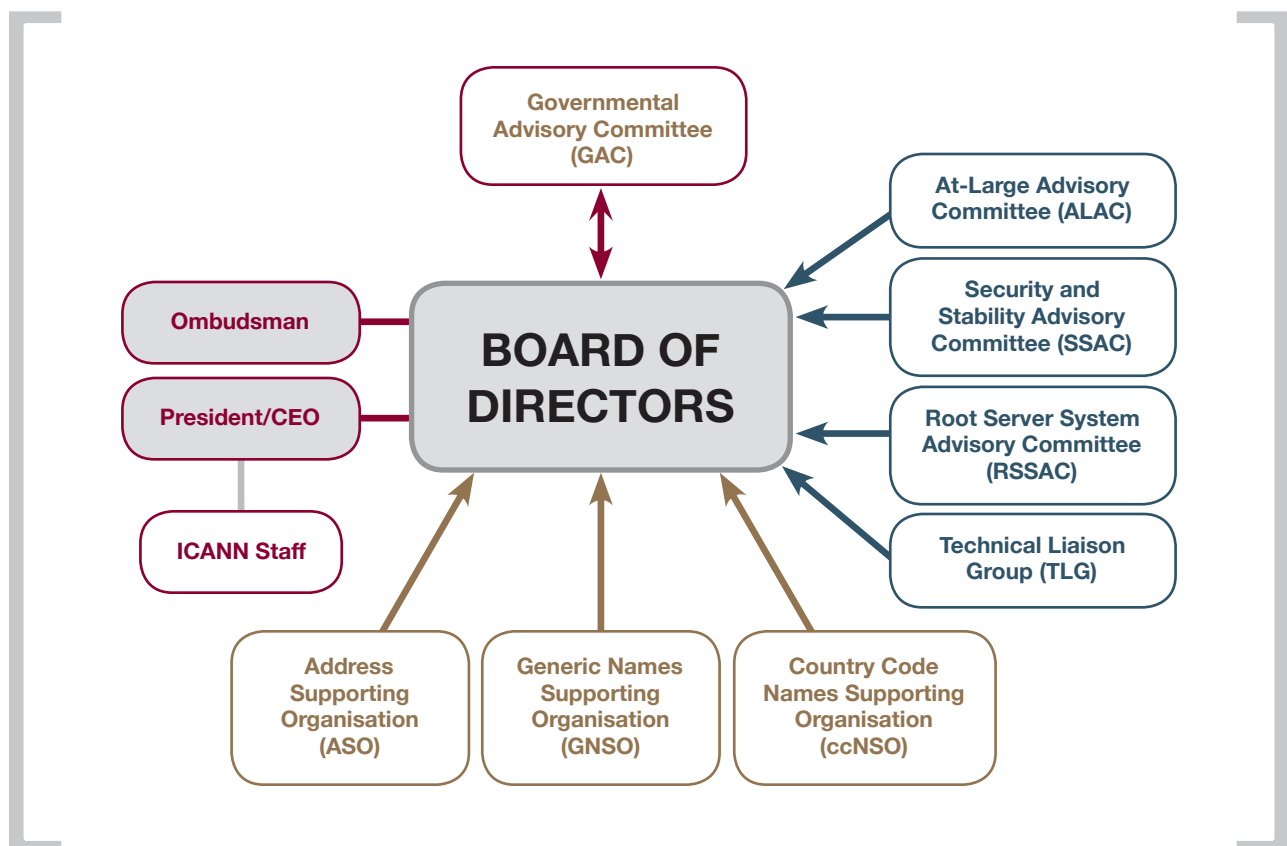 Governmental
Advisory Committee
(GAC)
At-Large Advisory
Committee (ALAC)
Security and
Stability Advisory
Committee (SSAC)
Ombudsman
BOARD OF
DIRECTORS
President/CEO
Root Server System
Advisory Committee
(RSSAC)
ICANN Staff
Technical Liaison
Group (TLG)
Address
Supporting
Organisation
(ASO)
Generic Names
Supporting
Organisation
(GNSO)
Country Code
Names Supporting
Organisation
(ccNSO)